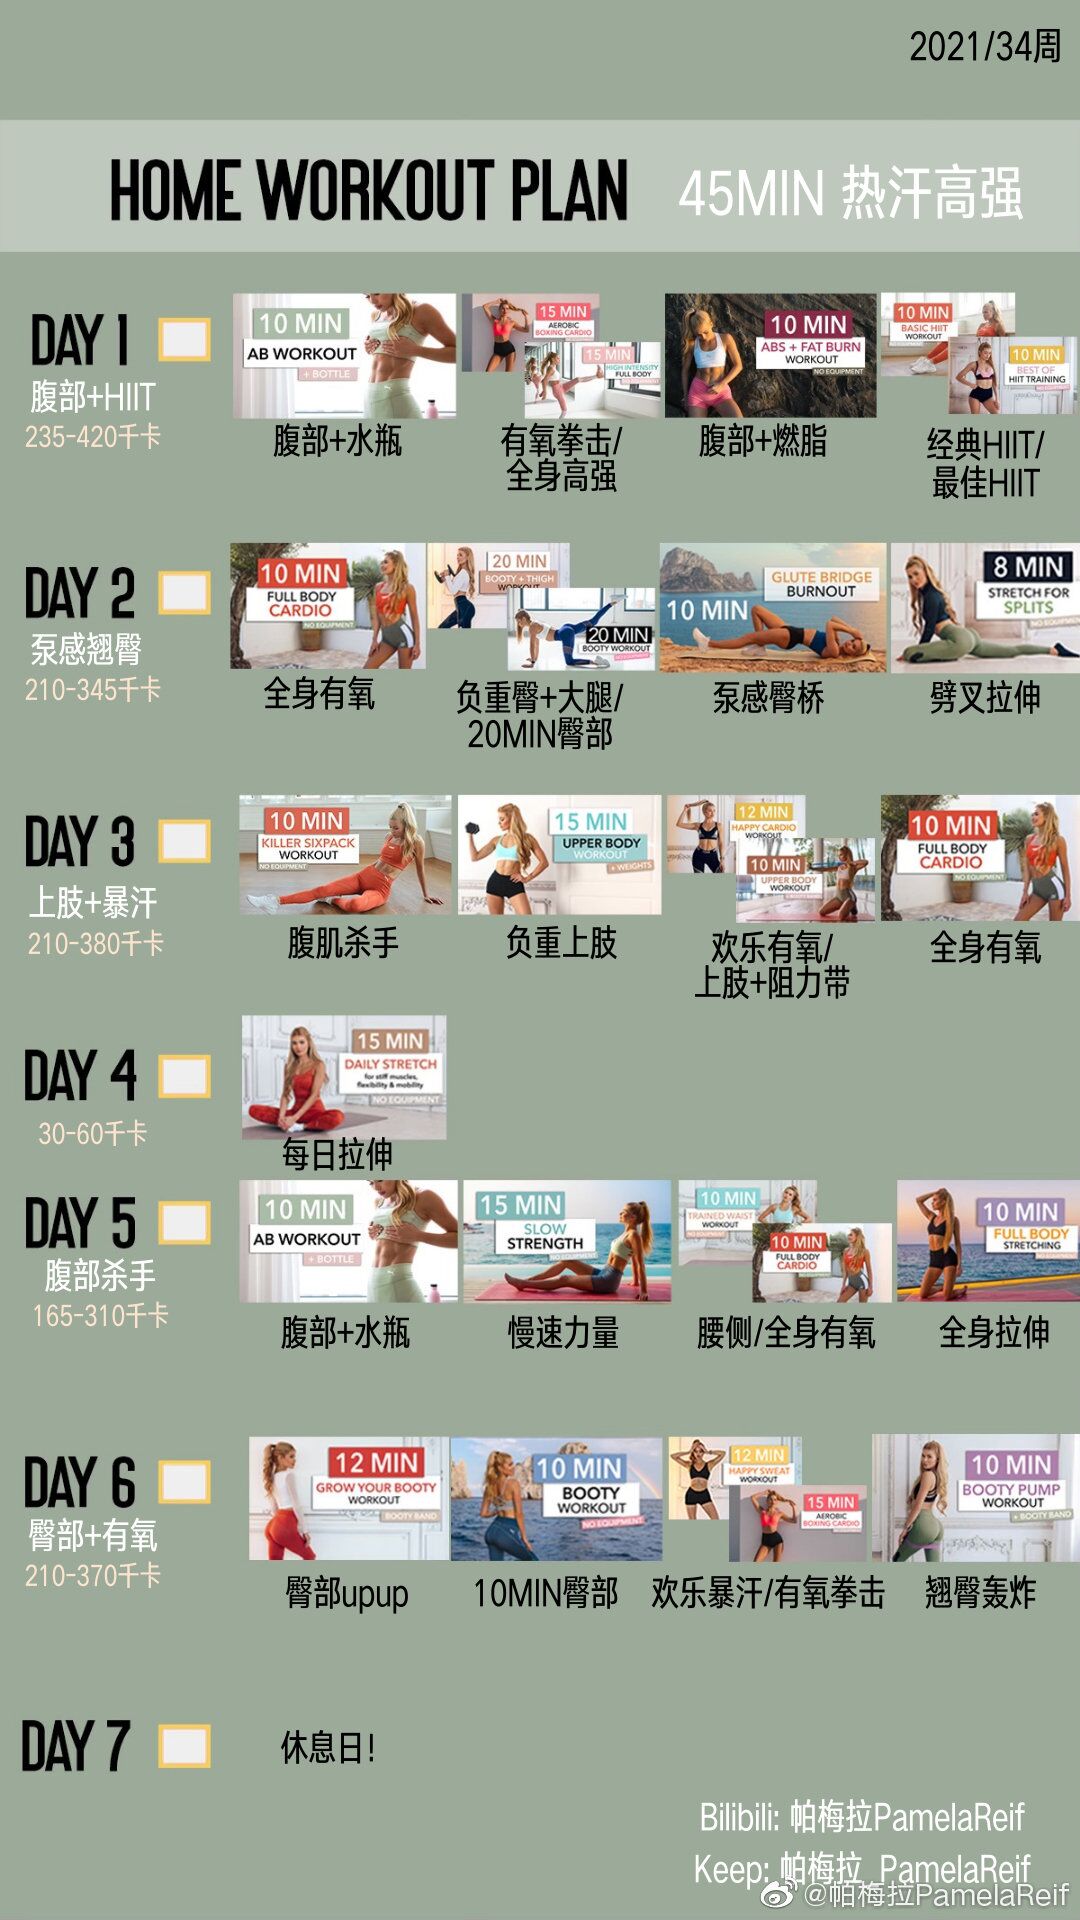 2021/34周
HOME WORKOUT PLAN 45MIN 热汗高强
DAY 1
腹部+HIIT
235-420千卡
10 MIN
AB WORKOUT
+ BOTTLE
腹部+水瓶
15 MIN
AEROBIC
BOXING CARDIO
15 MIN
HIGH INTENSITY
FULL BODY
NO EQUIPMENT
有氧拳击/
全身高强
10 MIN
ABS + FAT BURN
WORKOUT
NO EQUIPMENT
腹部+燃脂
10 MIN
BASIC HIIT
WORKOUT
10 MIN
BEST OF
HIIT TRAINING
经典HIIT/
最佳HIIT
DAY 2
泵感翘臀
210-345千卡
10 MIN
FULL BODY
CARDIO
NO EQUIPMENT
全身有氧
20 MIN
BOOTY + THIGH
WORKOUT
20 MIN
BOOTY WORKOUT
负重臀+大腿/
20MIN臀部
10 MIN
GLUTE BRIDGE
BURNOUT
泵感臀桥
8 MIN
STRETCH FOR
SPLITS
NO EQUIPMENT
劈叉拉伸
DAY 3
上肢+暴汗
210-380千卡
10 MIN
KILLER SIXPACK
WORKOUT
NO EQUIPMENT
腹肌杀手
15 MIN
UPPER BODY
WORKOUT
+ WEIGHTS
负重上肢
12 MIN
HAPPY CARDIO
WORKOUT
10 MIN
UPPER BODY
WORKOUT
欢乐有氧/
上肢+阻力带
10 MIN
FULL BODY
CARDIO
NO EQUIPMENT
全身有氧
DAY 4
30-60千卡
15 MIN
DAILY STRETCH
for stiff muscles,
flexibility & mobility
NO EQUIPMENT
每日拉伸
DAY 5
腹部杀手
165-310千卡
10 MIN
AB WORKOUT
+ BOTTLE
腹部+水瓶
15 MIN
SLOW
STRENGTH
NO EQUIPMENT
慢速力量
10 MIN
TRAINED WAIST
WORKOUT
NO EQUIPMENT
10 MIN
FULL BODY
CARDIO
腰侧/全身有氧
10 MIN
FULL BODY
STRETCHING
全身拉伸
DAY 6
臀部+有氧
210-370千卡
12 MIN
GROW YOUR BOOTY
WORKOUT
BOOTY BAND
臀部upup
10 MIN
BOOTY
WORKOUT
NO EQUIPMENT
10MIN臀部
12 MIN
HAPPY SWEAT
WORKOUT
15 MIN
AEROBIC
BOXING CARDIO
欢乐暴汗/有氧拳击
10 MIN
BOOTY PUMP
WORKOUT
+ BOOTY BAND
翘臀轰炸
DAY 7
休息日!
Bilibili: 帕梅拉PamelaReif
Keep: 帕梅拉_PamelaReif
@帕梅拉PamelaReif